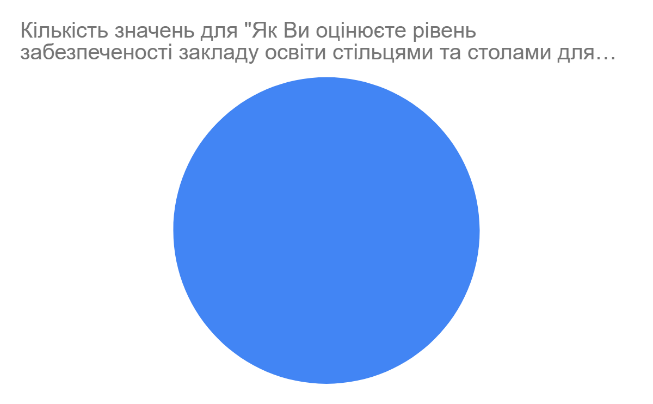 Кількість значень для "Як Ви оцінюєте рівень
забезпеченості закладу освіти стільцями та столами для…